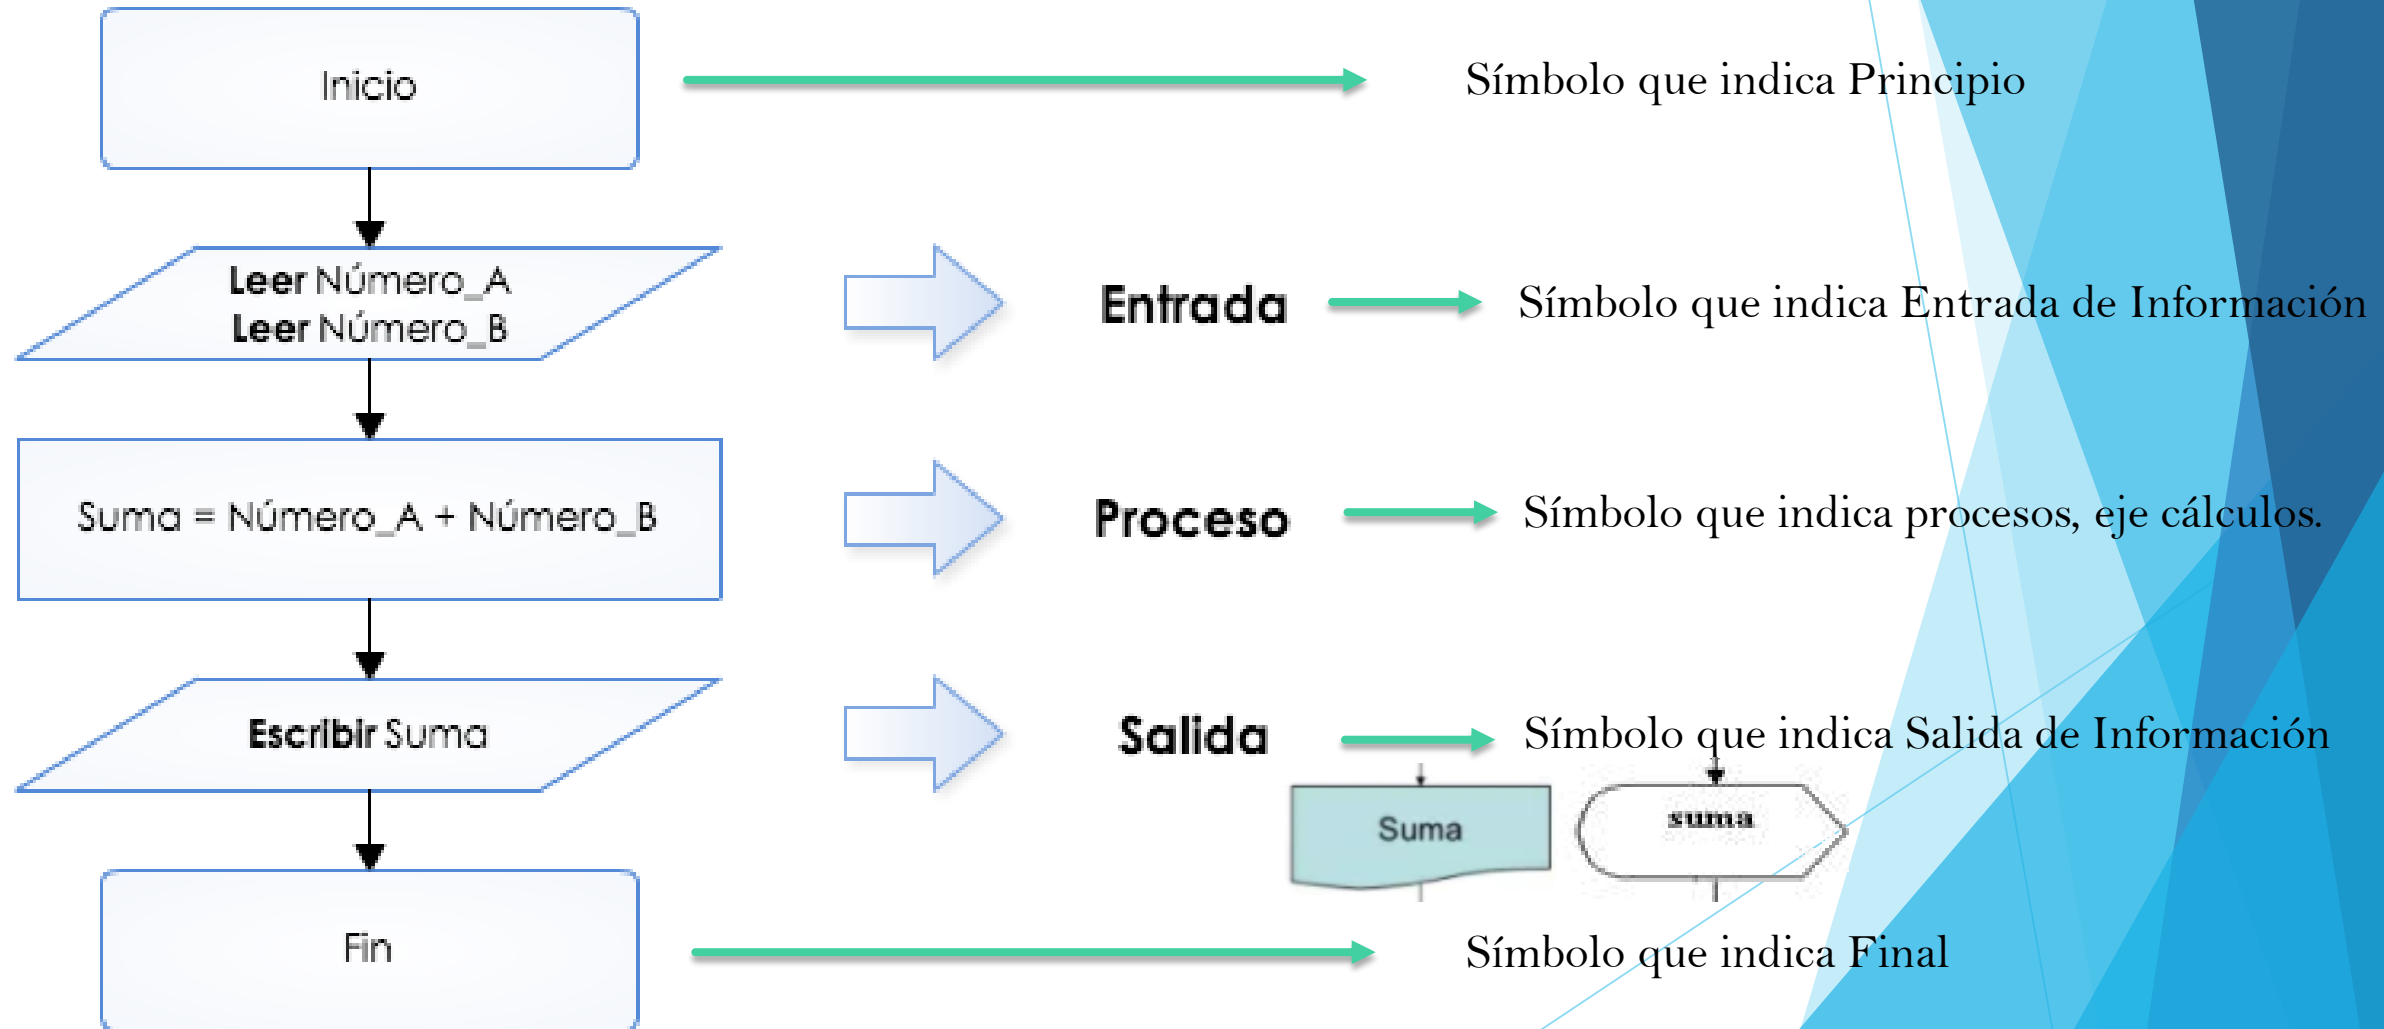 Inicio
Símbolo que indica Principio
Leer Número_A
Leer Número_B
Entrada
Símbolo que indica Entrada de Información
Suma = Número_A + Número_B
Proceso
Símbolo que indica procesos, eje cálculos.
Escribir Suma
Salida
Símbolo que indica Salida de Información
Suma
suma
Fin
Símbolo que indica Final